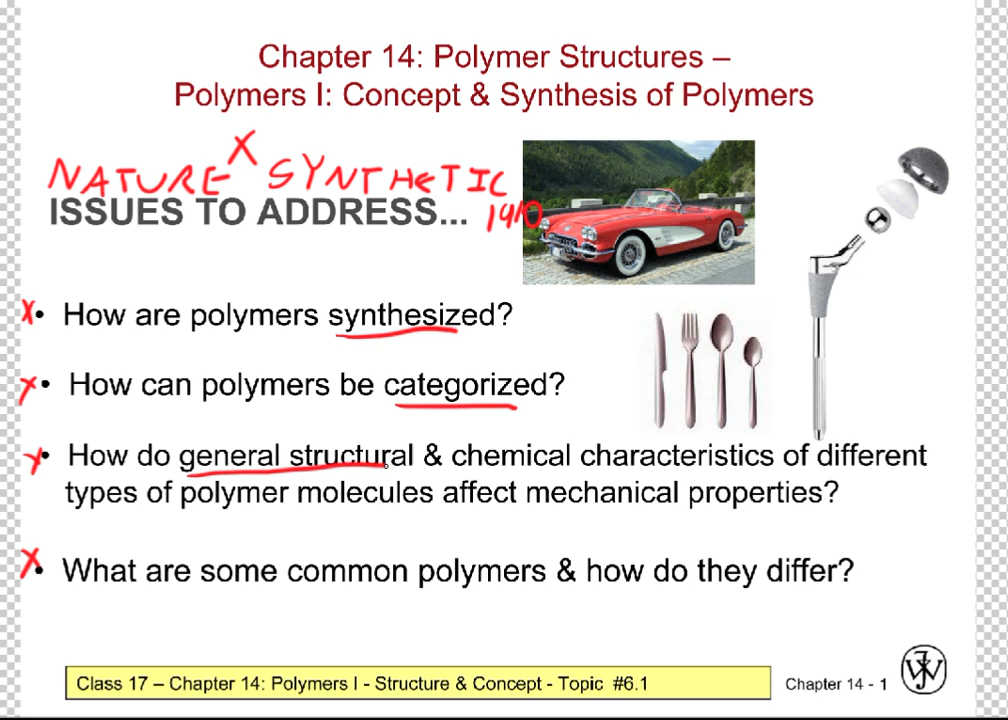 Chapter 14: Polymer Structures –
Polymers I: Concept & Synthesis of Polymers
NATURE X SYNTHETIC
1910
ISSUES TO ADDRESS...
X • How are polymers synthesized?
X • How can polymers be categorized?
X • How do general structural & chemical characteristics of different
types of polymer molecules affect mechanical properties?
X • What are some common polymers & how do they differ?
Class 17 – Chapter 14: Polymers I - Structure & Concept - Topic #6.1
Chapter 14 - 1